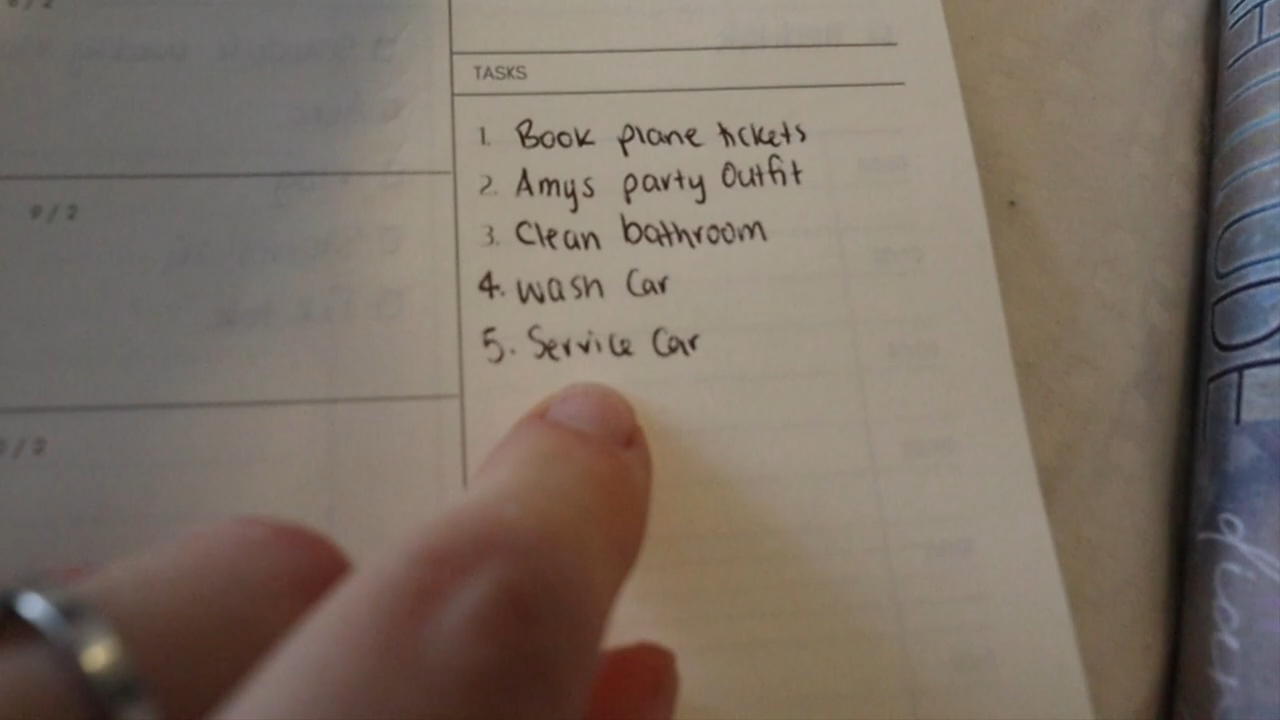 TASKS
1. Book plane tickets
2. Amys party Outfit
3. Clean bathroom
4. Wash Car
5. Service Car
9/2